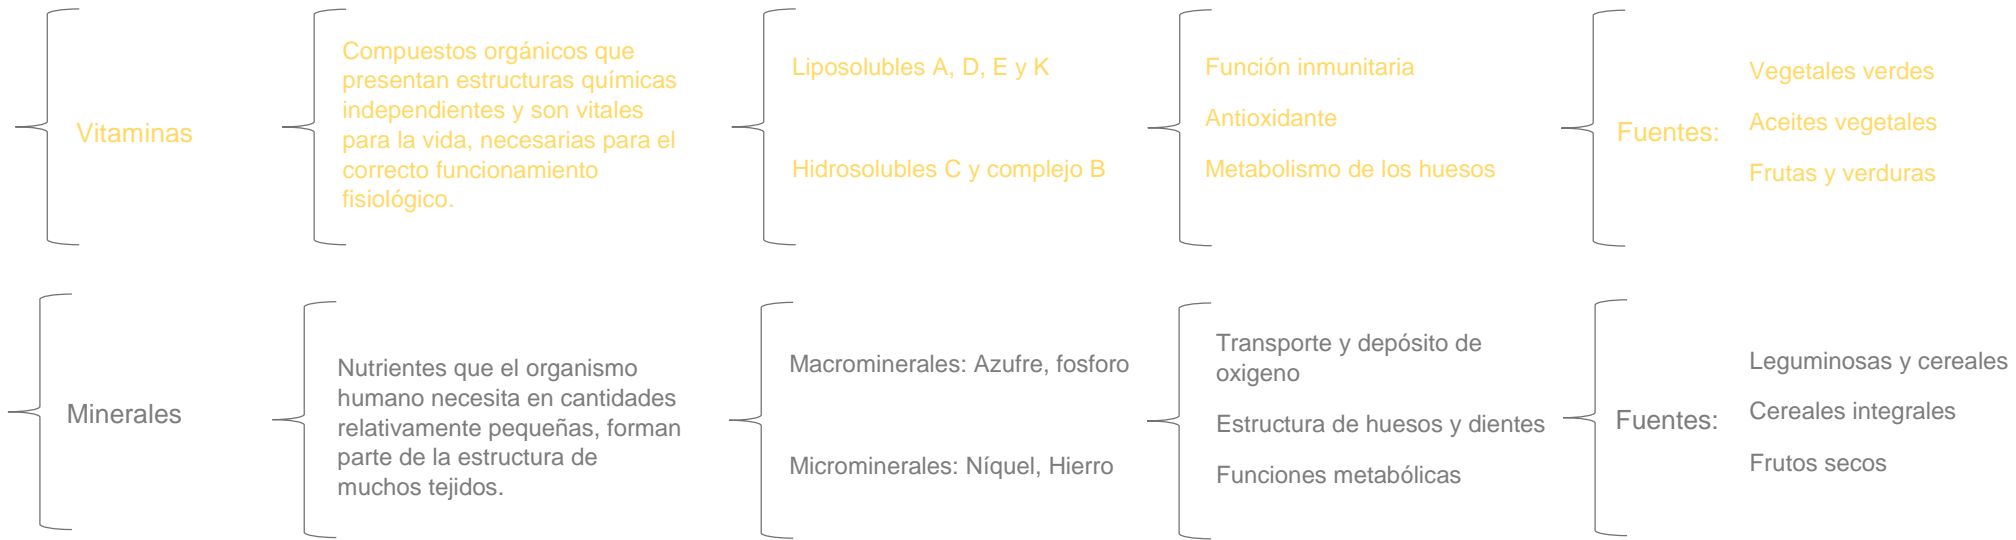 Vitaminas
Compuestos orgánicos que
presentan estructuras químicas
independientes y son vitales
para la vida, necesarias para el
correcto funcionamiento
fisiológico.
Liposolubles A, D, E y K
Hidrosolubles C y complejo B
Función inmunitaria
Antioxidante
Metabolismo de los huesos
Fuentes:
Vegetales verdes
Aceites vegetales
Frutas y verduras
Minerales
Nutrientes que el organismo
humano necesita en cantidades
relativamente pequeñas, forman
parte de la estructura de
muchos tejidos.
Macrominerales: Azufre, fosforo
Microminerales: Níquel, Hierro
Transporte y depósito de
oxigeno
Estructura de huesos y dientes
Funciones metabólicas
Fuentes:
Leguminosas y cereales
Cereales integrales
Frutos secos